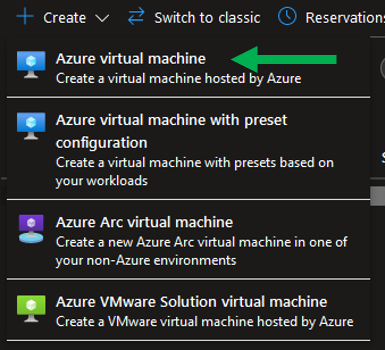 + Create Switch to classic Reservations
Azure virtual machine
Create a virtual machine hosted by Azure
Azure virtual machine with preset
configuration
Create a virtual machine with presets based on
your workloads
Azure Arc virtual machine
Create a new Azure Arc virtual machine in one of
your non-Azure environments
Azure VMware Solution virtual machine
Create a VMware virtual machine hosted by Azure